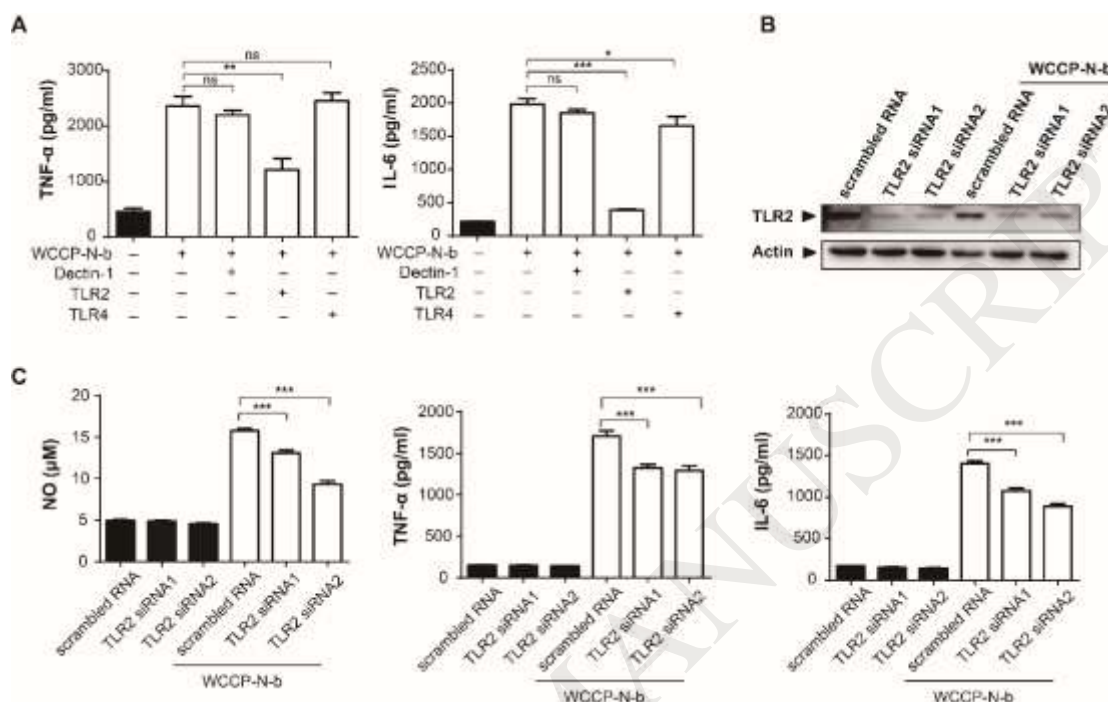 A
TNF-α (pg/ml)
3000
2000
1000
0
ns
**
ns
WCCP-N-b – + + + +
Dectin-1 – – + – –
TLR2 – – – + –
TLR4 – – – – +
IL-6 (pg/ml)
2500
2000
1500
1000
500
0
*
***
ns
WCCP-N-b – + + + +
Dectin-1 – – + – –
TLR2 – – – + –
TLR4 – – – – +
B
WCCP-N-b
scrambled RNA
TLR2 siRNA1
TLR2 siRNA2
scrambled RNA
TLR2 siRNA1
TLR2 siRNA2
TLR2
Actin
C
NO (µM)
20
15
10
5
0
***
***
scrambled RNA
TLR2 siRNA1
TLR2 siRNA2
scrambled RNA
TLR2 siRNA1
TLR2 siRNA2
WCCP-N-b
TNF-α (pg/ml)
2000
1500
1000
500
0
***
***
scrambled RNA
TLR2 siRNA1
TLR2 siRNA2
scrambled RNA
TLR2 siRNA1
TLR2 siRNA2
WCCP-N-b
IL-6 (pg/ml)
2000
1500
1000
500
0
***
***
scrambled RNA
TLR2 siRNA1
TLR2 siRNA2
scrambled RNA
TLR2 siRNA1
TLR2 siRNA2
WCCP-N-b
MANUSCRIP